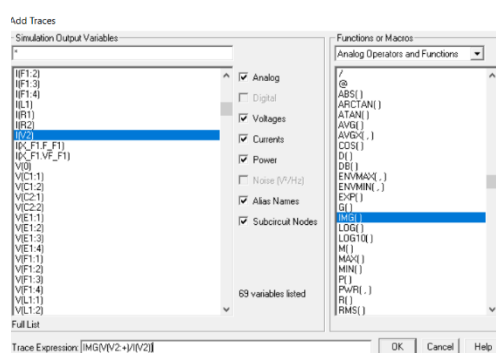 Add Traces
Simulation Output Variables
*
I(F1:2)
I(F1:3)
I(F1:4)
I(L1)
I(R1)
I(R2)
I(V2)
I(X_F1.F_F1)
I(X_F1.VF_F1)
V(0)
V(C1:1)
V(C1:2)
V(C2:1)
V(C2:2)
V(E1:1)
V(E1:2)
V(E1:3)
V(E1:4)
V(F1:1)
V(F1:2)
V(F1:3)
V(F1:4)
V(L1:1)
V(L1:2)
Full List
Analog
Digital
Voltages
Currents
Power
Noise (V²/Hz)
Alias Names
Subcircuit Nodes
69 variables listed
Functions or Macros
Analog Operators and Functions
/
@
ABS( )
ARCTAN( )
ATAN( )
AVG( )
AVGX( , )
COS( )
D( )
DB( )
ENVMAX( , )
ENVMIN( , )
EXP( )
G( )
IMG( )
LOG( )
LOG10( )
M( )
MAX( )
MIN( )
P( )
PWR( , )
R( )
RMS( )
Trace Expression: IMG(V(V2:+)/I(V2))
OK
Cancel
Help